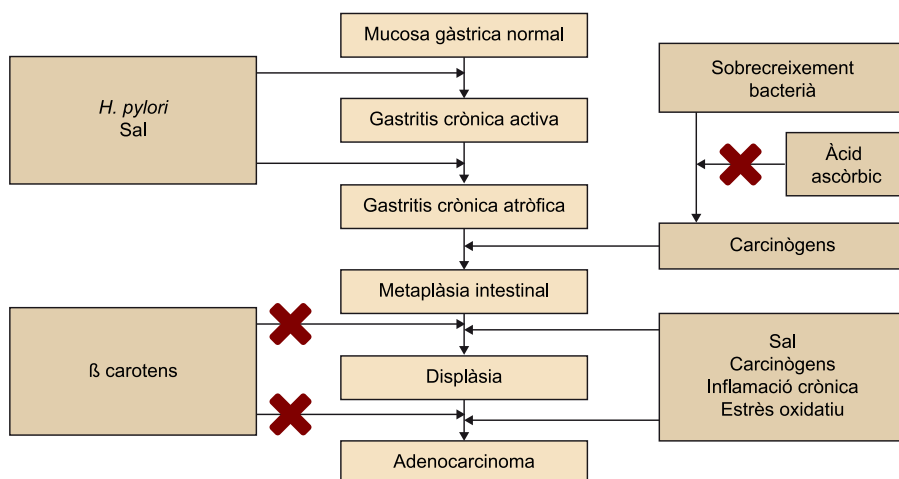 Mucosa gàstrica normal
H. pylori
Sal
Gastritis crònica activa
Gastritis crònica atròfica
Sobrecreixement
bacterià
Àcid
ascòrbic
Carcinògens
Metaplàsia intestinal
ß carotens
Displàsia
Sal
Carcinògens
Inflamació crònica
Estrès oxidatiu
Adenocarcinoma